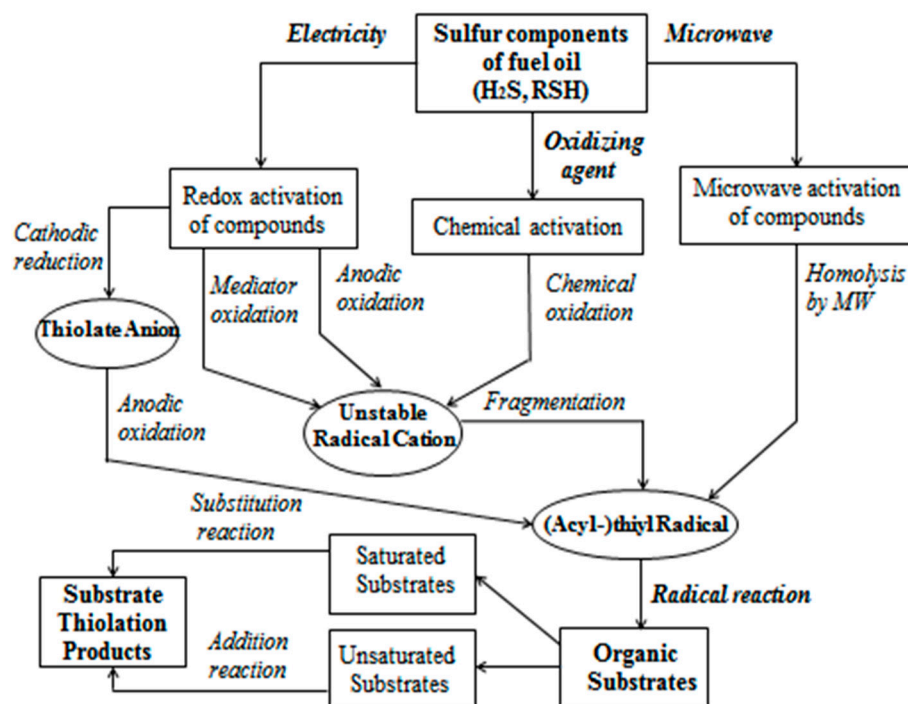 Electricity
Sulfur components
of fuel oil
(H2S, RSH)
Microwave
Oxidizing
agent
Redox activation
of compounds
Chemical activation
Microwave activation
of compounds
Cathodic
reduction
Mediator
oxidation
Anodic
oxidation
Chemical
oxidation
Homolysis
by MW
Thiolate Anion
Anodic
oxidation
Unstable
Radical Cation
Fragmentation
Substitution
reaction
(Acyl-)thiyl Radical
Saturated
Substrates
Substrate
Thiolation
Products
Radical reaction
Addition
reaction
Unsaturated
Substrates
Organic
Substrates